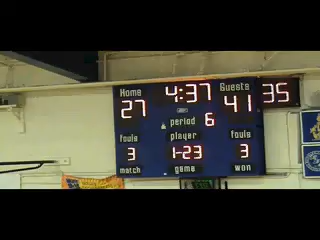 Home 4:37 Guests
27 41 35
period 6
fouls player fouls
3 1-23 3
match game won